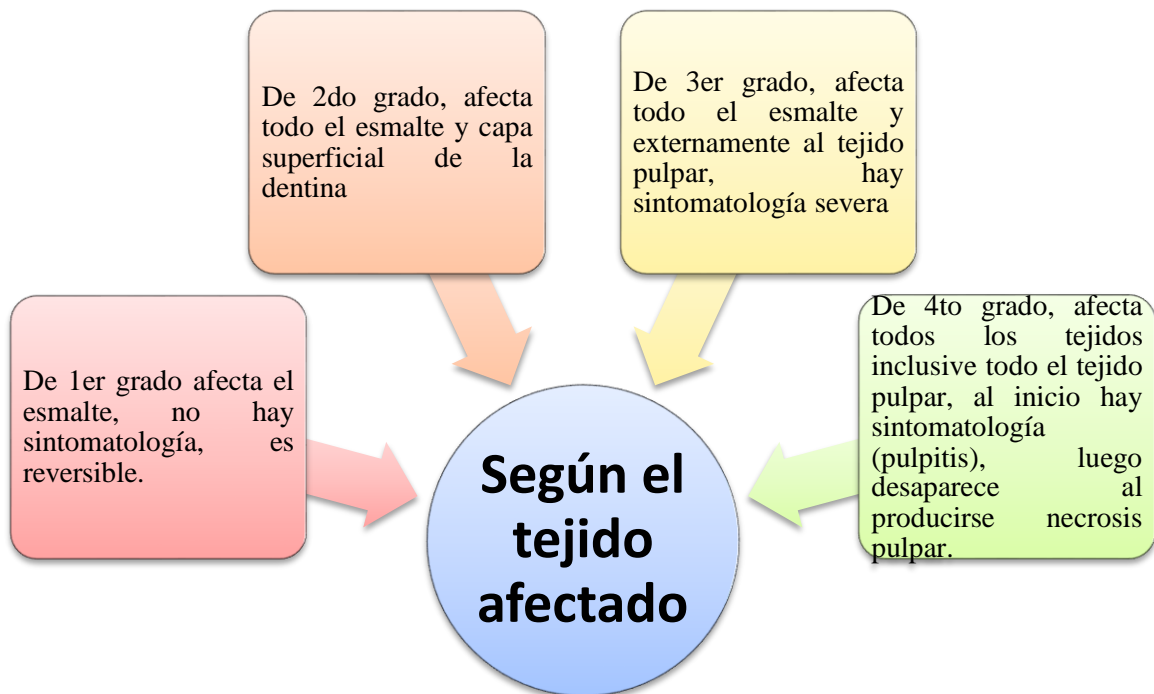 De 2do grado, afecta
todo el esmalte y capa
superficial de la
dentina
De 3er grado, afecta
todo el esmalte y
externamente al tejido
pulpar, hay
sintomatología severa
De 1er grado afecta el
esmalte, no hay
sintomatología, es
reversible.
De 4to grado, afecta
todos los tejidos
inclusive todo el tejido
pulpar, al inicio hay
sintomatología
(pulpitis), luego
desaparece al
producirse necrosis
pulpar.
Según el
tejido
afectado